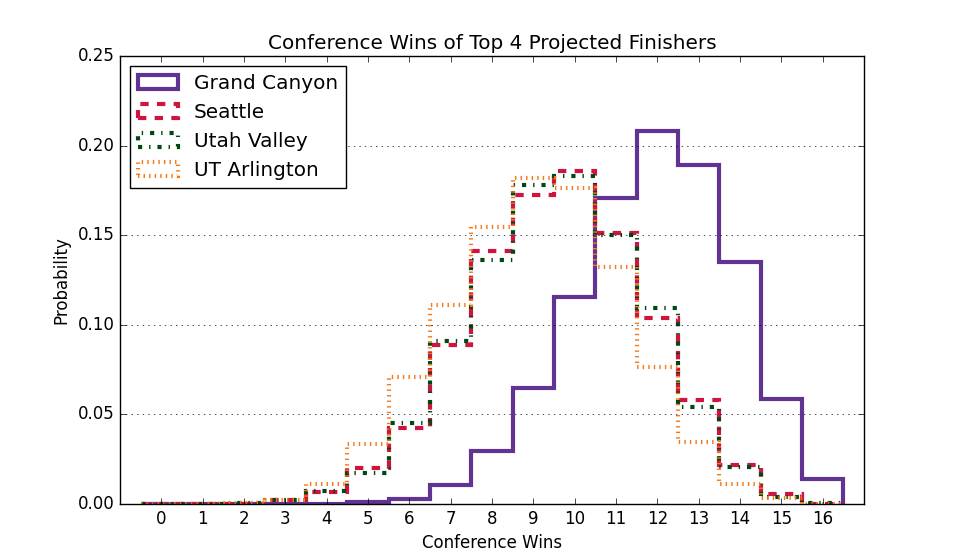 Conference Wins of Top 4 Projected Finishers
0.25
0.20
0.15
0.10
0.05
0.00
Probability
Grand Canyon
Seattle
Utah Valley
UT Arlington
0 1 2 3 4 5 6 7 8 9 10 11 12 13 14 15 16
Conference Wins